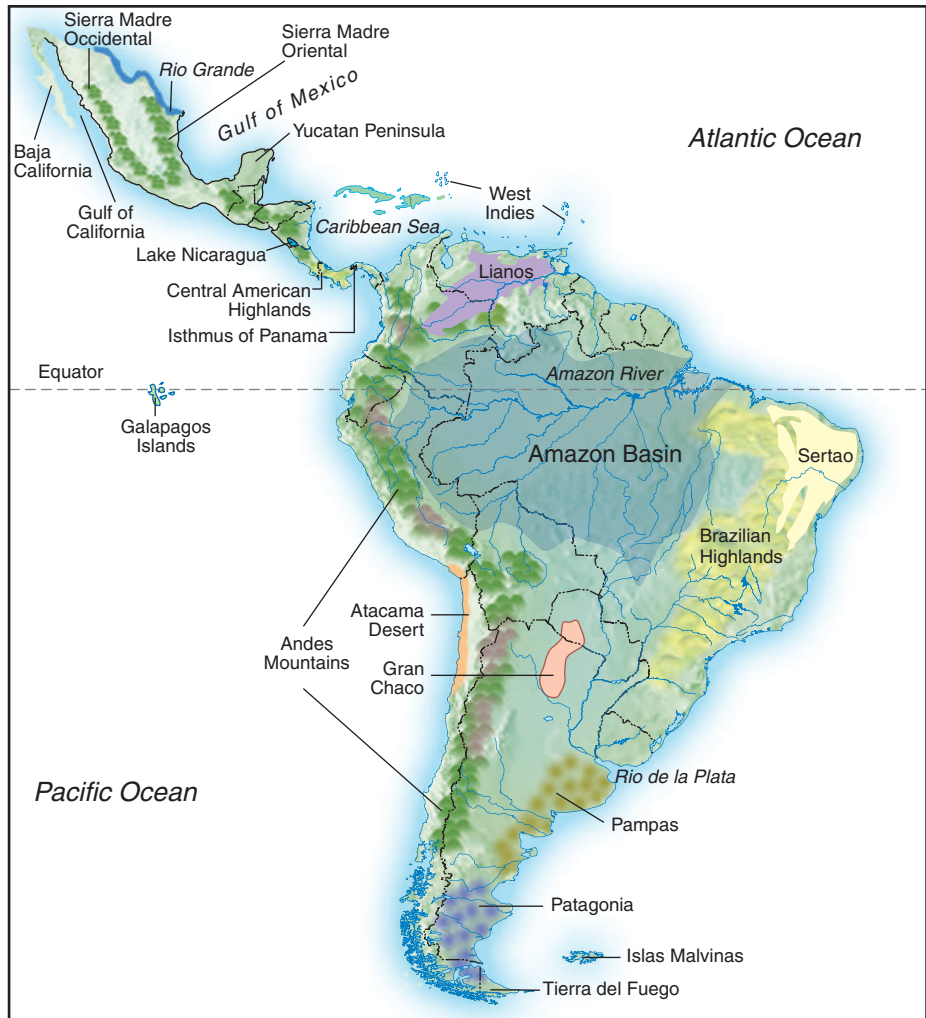 Sierra Madre
Occidental
Sierra Madre
Oriental
Rio Grande
Gulf of Mexico
Yucatan Peninsula
Atlantic Ocean
Baja
California
West
Indies
Gulf of
California
Caribbean Sea
Lake Nicaragua
Lianos
Central American
Highlands
Isthmus of Panama
Equator
Amazon River
Galapagos
Islands
Amazon Basin
Sertao
Brazilian
Highlands
Atacama
Desert
Andes
Mountains
Gran
Chaco
Rio de la Plata
Pacific Ocean
Pampas
Patagonia
Islas Malvinas
Tierra del Fuego